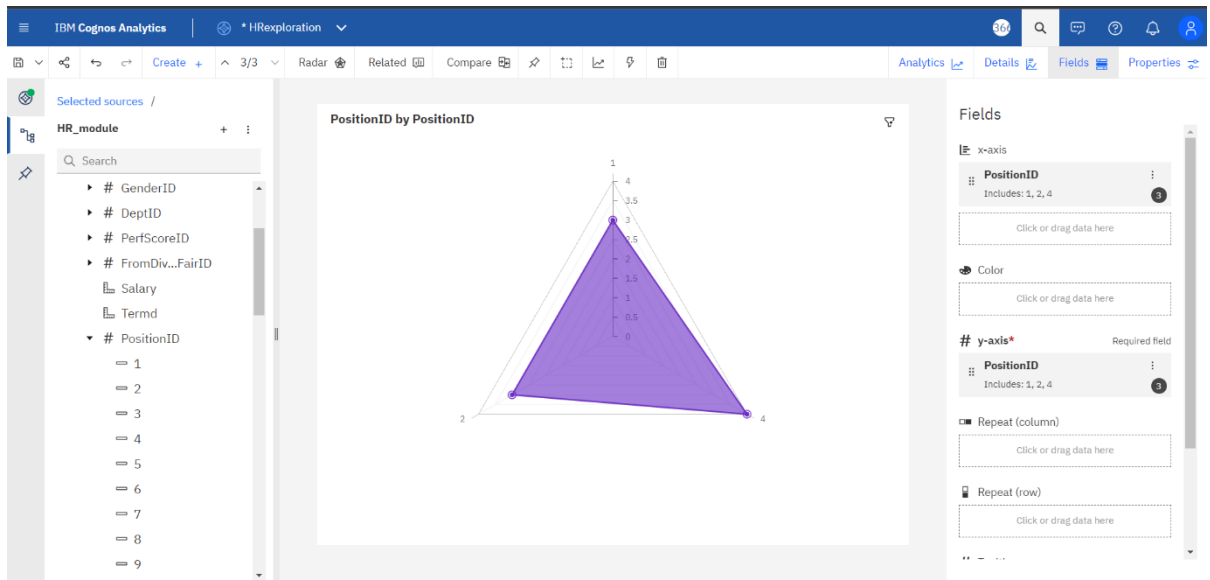 IBM Cognos Analytics
* HRexploration
Create +
3/3
Radar
Related
Compare
Analytics
Details
Fields
Properties
Selected sources /
HR_module
Search
# GenderID
# DeptID
# PerfScoreID
# FromDiv...FairID
Salary
Termd
# PositionID
1
2
3
4
5
6
7
8
9
PositionID by PositionID
1
4
3.5
3
2.5
2
1.5
1
0.5
0
2
4
Fields
x-axis
PositionID
Includes: 1, 2, 4
3
Click or drag data here
Color
Click or drag data here
# y-axis*
Required field
PositionID
Includes: 1, 2, 4
3
Click or drag data here
Repeat (column)
Click or drag data here
Repeat (row)
Click or drag data here